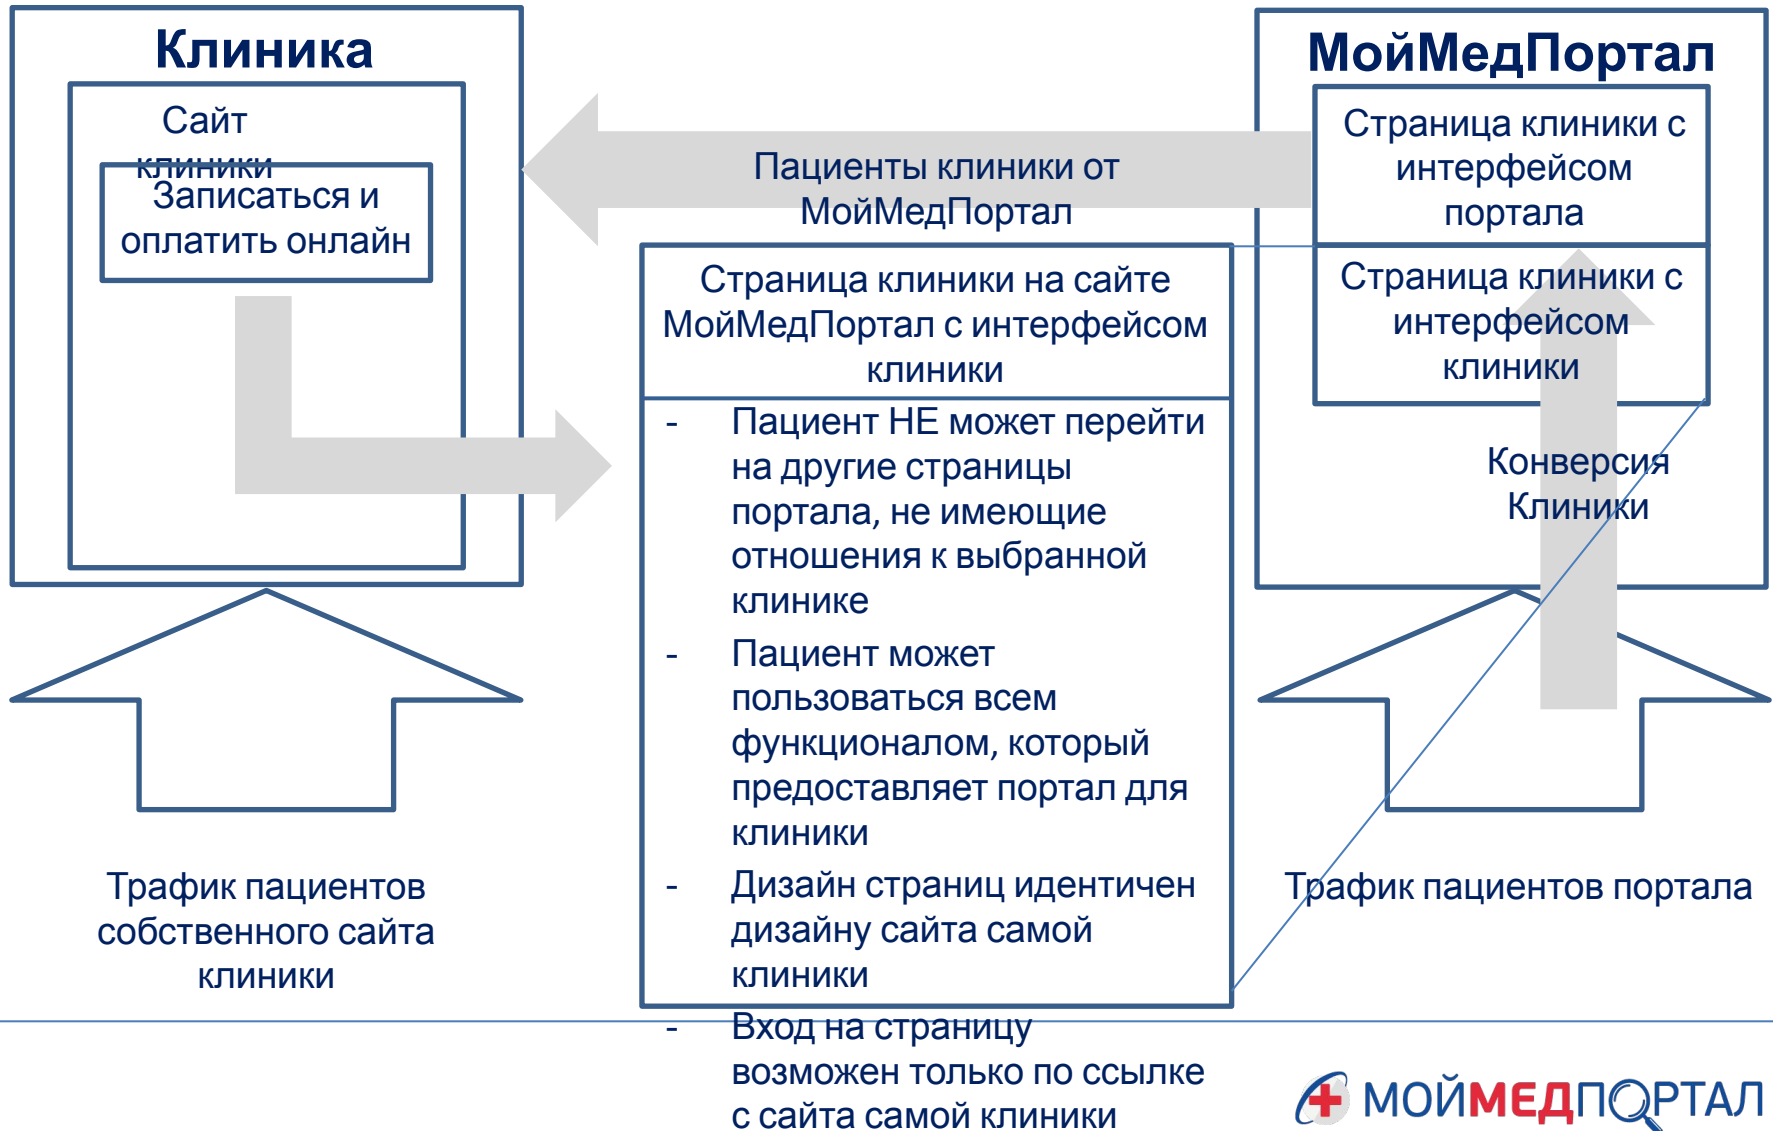 Клиника
Сайт
клиники
Записаться и
оплатить онлайн
Трафик пациентов
собственного сайта
клиники
Пациенты клиники от
МойМедПортал
Страница клиники на сайте
МойМедПортал с интерфейсом
клиники
- Пациент НЕ может перейти
на другие страницы
портала, не имеющие
отношения к выбранной
клинике
- Пациент может
пользоваться всем
функционалом, который
предоставляет портал для
клиники
- Дизайн страниц идентичен
дизайну сайта самой
клиники
- Вход на страницу
возможен только по ссылке
с сайта самой клиники
МойМедПортал
Страница клиники с
интерфейсом
портала
Страница клиники с
интерфейсом
клиники
Конверсия
Клиники
Трафик пациентов портала
МОЙМЕДПОРТАЛ